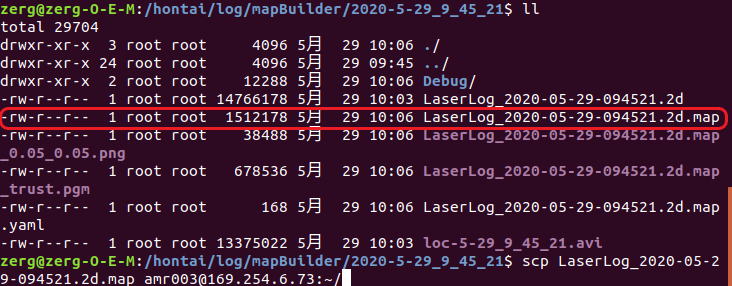 zerg@zerg-O-E-M:/hontai/log/mapBuilder/2020-5-29_9_45_21$ ll
total 29704
drwxr-xr-x  3 root root     4096 5月  29 10:06 ./
drwxr-xr-x 24 root root     4096 5月  29 09:45 ../
drwxr-xr-x  2 root root    12288 5月  29 10:06 Debug/
-rw-r--r--  1 root root 14766178 5月  29 10:03 LaserLog_2020-05-29-094521.2d
-rw-r--r--  1 root root  1512178 5月  29 10:06 LaserLog_2020-05-29-094521.2d.map
-rw-r--r--  1 root root    38488 5月  29 10:06 LaserLog_2020-05-29-094521.2d.map
_0.05_0.05.png
-rw-r--r--  1 root root   678536 5月  29 10:06 LaserLog_2020-05-29-094521.2d.map
_trust.pgm
-rw-r--r--  1 root root      168 5月  29 10:06 LaserLog_2020-05-29-094521.2d.map
.yaml
-rw-r--r--  1 root root 13375022 5月  29 10:03 loc-5-29_9_45_21.avi
zerg@zerg-O-E-M:/hontai/log/mapBuilder/2020-5-29_9_45_21$ scp LaserLog_2020-05-2
9-094521.2d.map amr003@169.254.6.73:~/